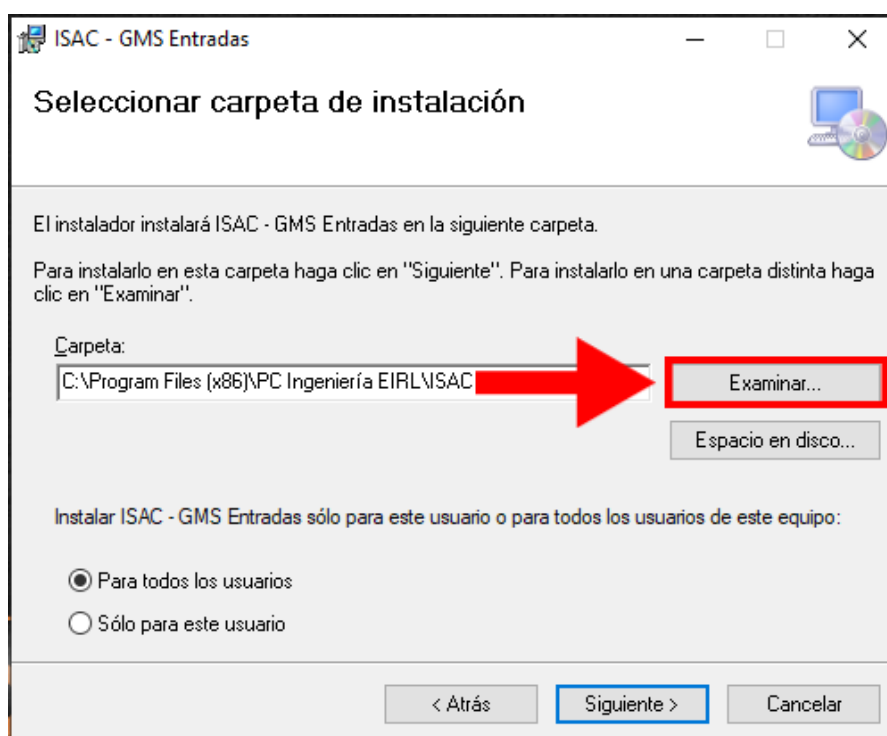 ISAC - GMS Entradas
Seleccionar carpeta de instalación
El instalador instalará ISAC - GMS Entradas en la siguiente carpeta.
Para instalarlo en esta carpeta haga clic en "Siguiente". Para instalarlo en una carpeta distinta haga
clic en "Examinar".
Carpeta:
C:\Program Files (x86)\PC Ingeniería EIRL\ISAC
Examinar...
Espacio en disco...
Instalar ISAC - GMS Entradas sólo para este usuario o para todos los usuarios de este equipo:
Para todos los usuarios
Sólo para este usuario
< Atrás
Siguiente >
Cancelar